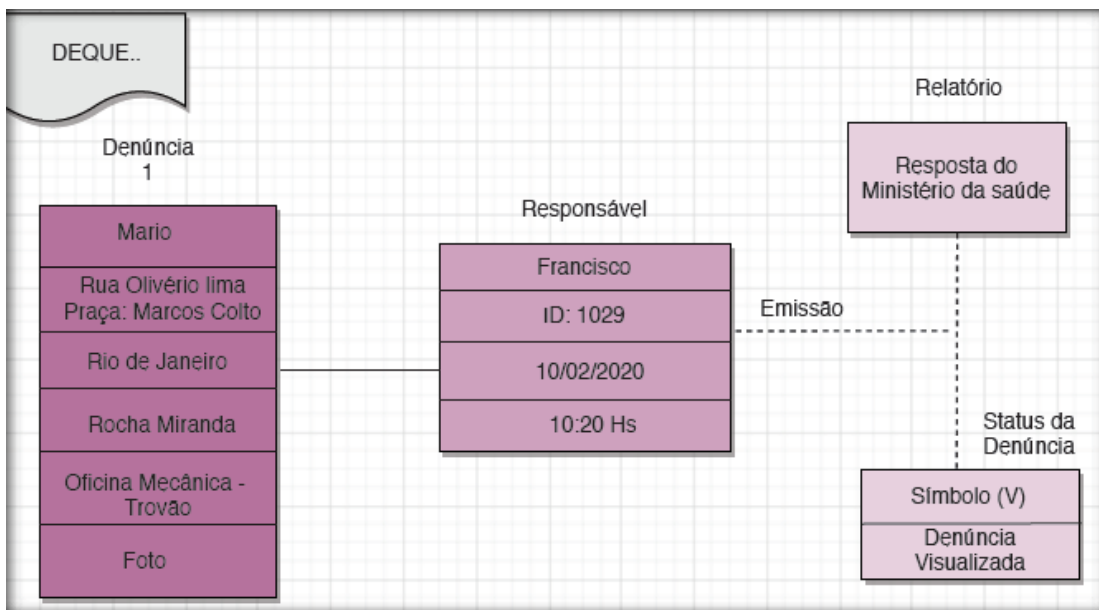 DEQUE..
Denúncia
1
Mario
Rua Olivério lima
Praça: Marcos Colto
Rio de Janeiro
Rocha Miranda
Oficina Mecânica -
Trovão
Foto
Responsável
Francisco
ID: 1029
10/02/2020
10:20 Hs
Emissão
Relatório
Resposta do
Ministério da saúde
Status da
Denúncia
Símbolo (V)
Denúncia
Visualizada